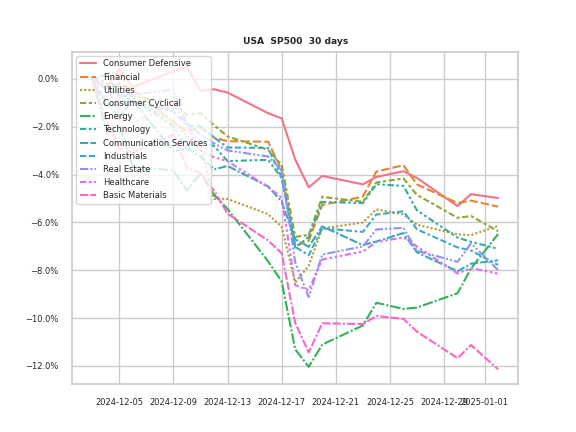 USA  SP500  30 days
Consumer Defensive
Financial
Utilities
Consumer Cyclical
Energy
Technology
Communication Services
Industrials
Real Estate
Healthcare
Basic Materials
0.0%
−2.0%
−4.0%
−6.0%
−8.0%
−10.0%
−12.0%
2024-12-05 2024-12-09 2024-12-13 2024-12-17 2024-12-21 2024-12-25 2024-12-29 2025-01-01